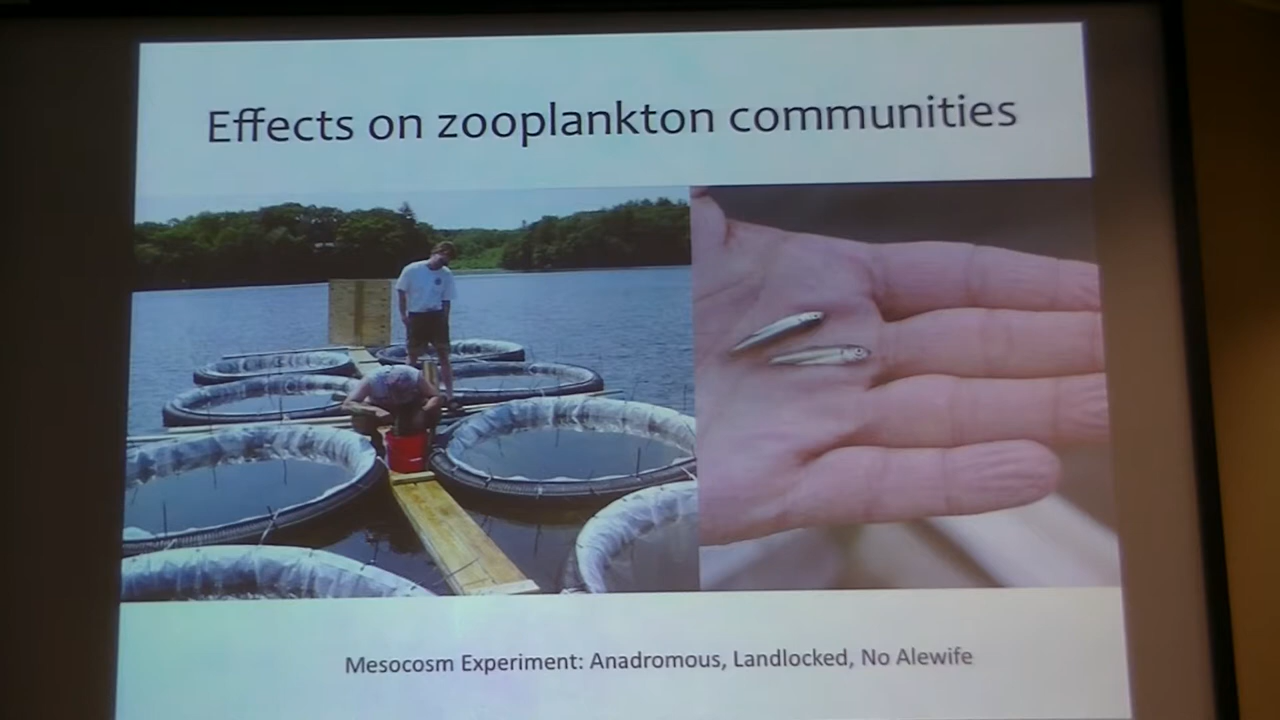 Effects on zooplankton communities
Mesocosm Experiment: Anadromous, Landlocked, No Alewife